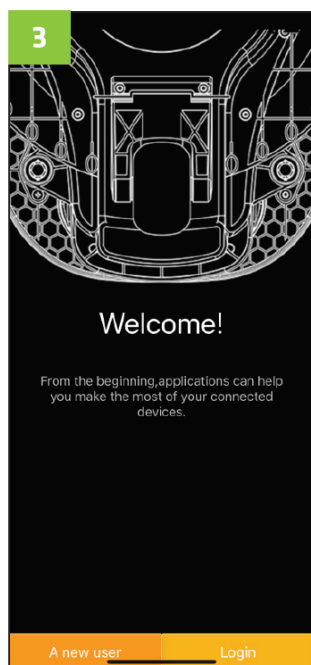 3
Welcome!
From the beginning,applications can help
you make the most of your connected
devices.
A new user
Login